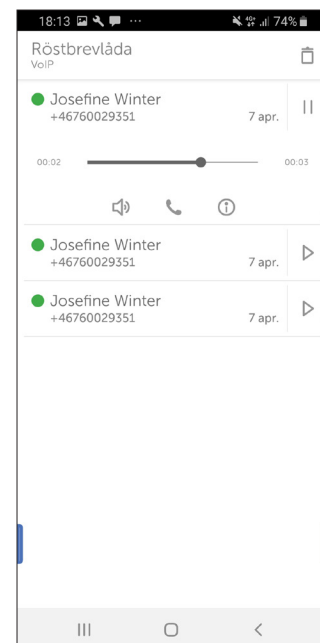 18:13 74%
Röstbrevlåda
VoIP
Josefine Winter
+46760029351 7 apr.
00:02 00:03
Josefine Winter
+46760029351 7 apr.
Josefine Winter
+46760029351 7 apr.